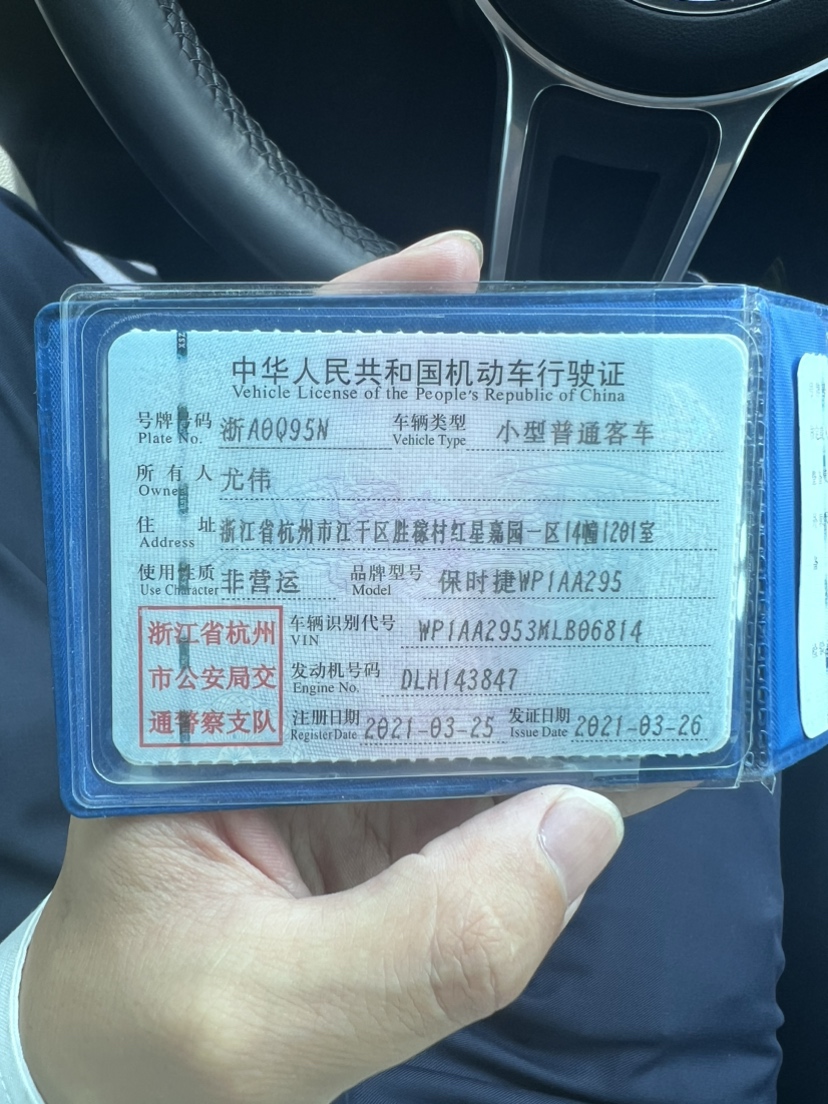 中华人民共和国机动车行驶证
Vehicle License of the People's Republic of China
号牌号码 浙A0Q95N 车辆类型 小型普通客车
Plate No. Vehicle Type
所有人 尤伟
Owner
住址 浙江省杭州市江干区胜稼村红星嘉园一区14幢1201室
Address
使用性质 非营运 品牌型号 保时捷WP1AA295
Use Character Model
浙江省杭州 车辆识别代号 WP1AA2953MLB06814
VIN
市公安局交 发动机号码 DLH143847
Engine No.
通警察支队 注册日期 2021-03-25 发证日期 2021-03-26
Register Date Issue Date